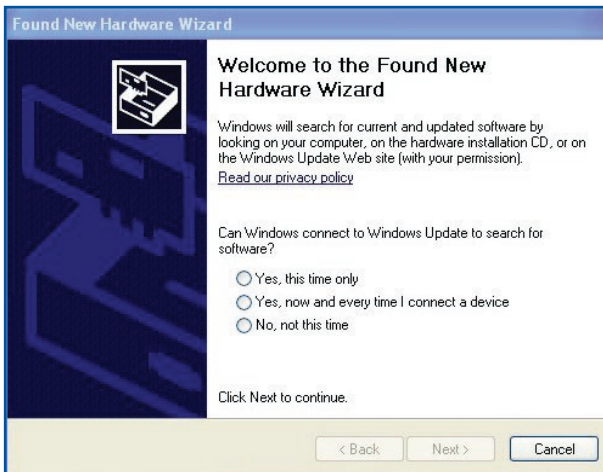 Found New Hardware Wizard
Welcome to the Found New
Hardware Wizard
Windows will search for current and updated software by
looking on your computer, on the hardware installation CD, or on
the Windows Update Web site (with your permission).
Read our privacy policy
Can Windows connect to Windows Update to search for
software?
Yes, this time only
Yes, now and every time I connect a device
No, not this time
Click Next to continue.
< Back
Next >
Cancel